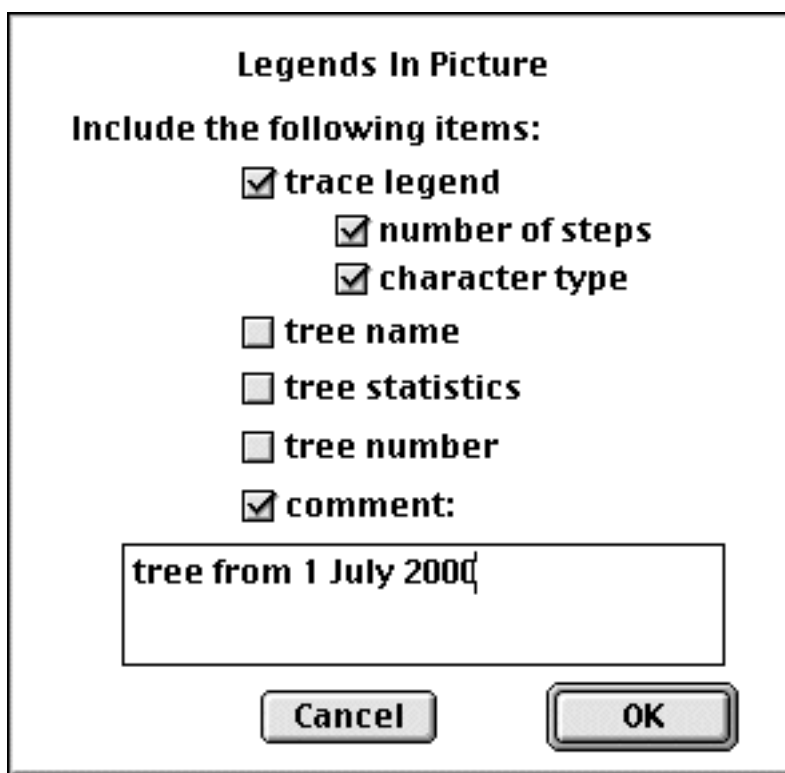 Legends In Picture
Include the following items:
trace legend
number of steps
character type
tree name
tree statistics
tree number
comment:
tree from 1 July 2000
Cancel
OK